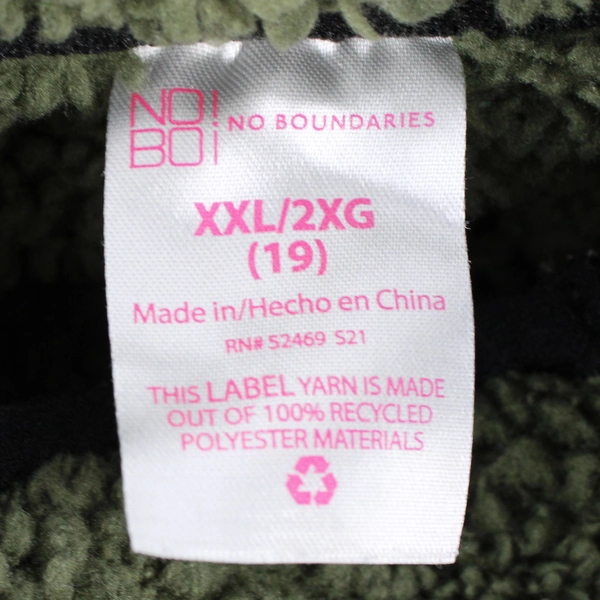 NO!
BO!
NO BOUNDARIES
XXL/2XG
(19)
Made in/Hecho en China
RN# 52469 S21
THIS LABEL YARN IS MADE
OUT OF 100% RECYCLED
POLYESTER MATERIALS